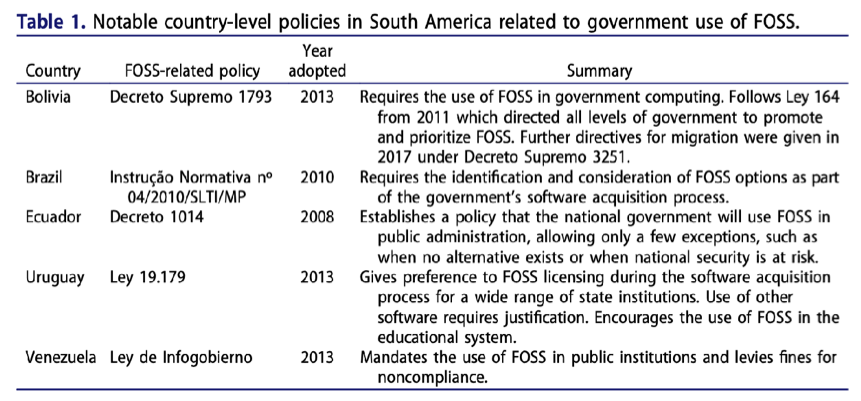 Table 1. Notable country-level policies in South America related to government use of FOSS.
Country FOSS-related policy Year adopted Summary
Bolivia Decreto Supremo 1793 2013 Requires the use of FOSS in government computing. Follows Ley 164
from 2011 which directed all levels of government to promote
and prioritize FOSS. Further directives for migration were given in
2017 under Decreto Supremo 3251.
Brazil Instrução Normativa nº 2010 Requires the identification and consideration of FOSS options as part
04/2010/SLTI/MP of the government's software acquisition process.
Ecuador Decreto 1014 2008 Establishes a policy that the national government will use FOSS in
public administration, allowing only a few exceptions, such as
when no alternative exists or when national security is at risk.
Uruguay Ley 19.179 2013 Gives preference to FOSS licensing during the software acquisition
process for a wide range of state institutions. Use of other
software requires justification. Encourages the use of FOSS in the
educational system.
Venezuela Ley de Infogobierno 2013 Mandates the use of FOSS in public institutions and levies fines for
noncompliance.